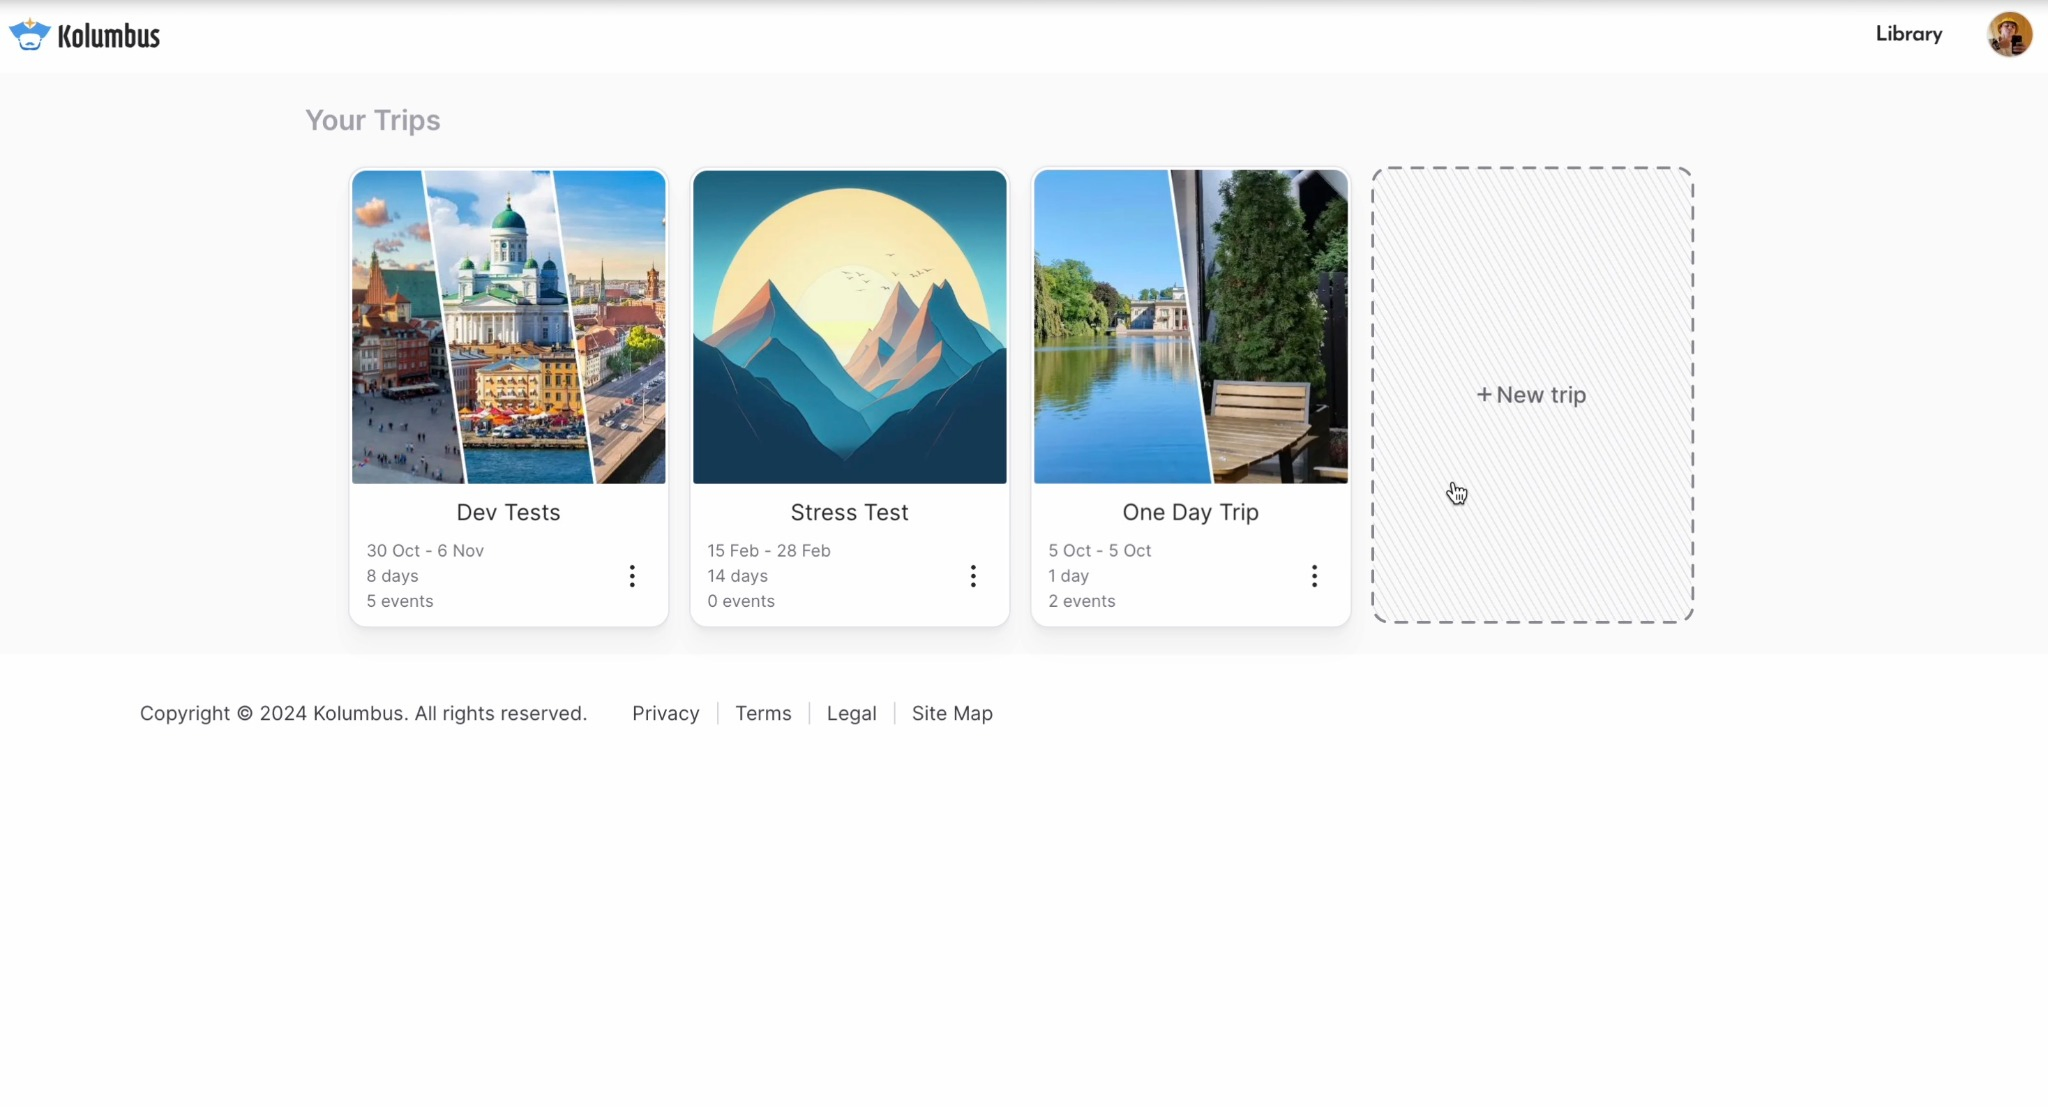 Kolumbus
Library
Your Trips
Dev Tests
30 Oct - 6 Nov
8 days
5 events
Stress Test
15 Feb - 28 Feb
14 days
0 events
One Day Trip
5 Oct - 5 Oct
1 day
2 events
+ New trip
Copyright © 2024 Kolumbus. All rights reserved. Privacy Terms Legal Site Map